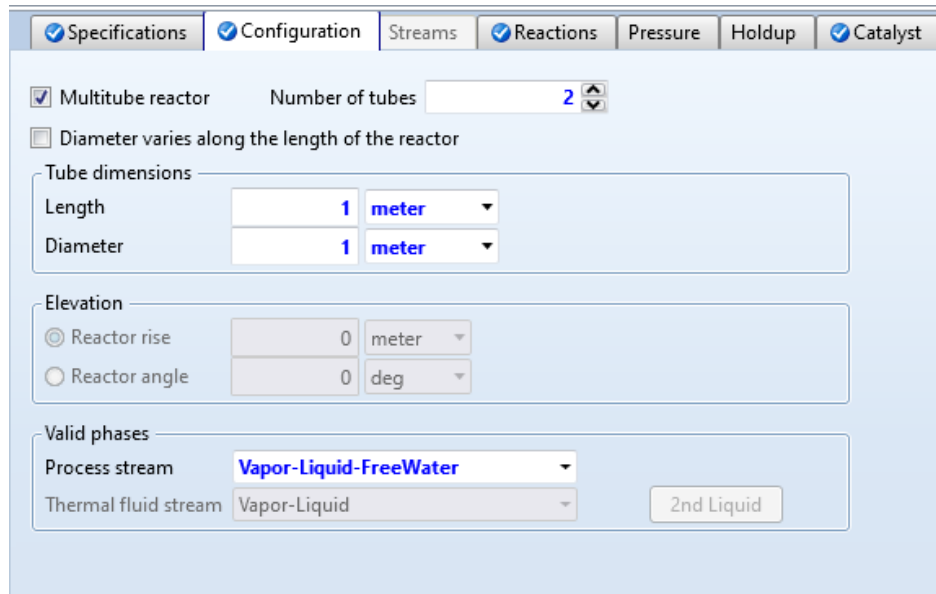 Specifications Configuration Streams Reactions Pressure Holdup Catalyst
Multitube reactor Number of tubes 2
Diameter varies along the length of the reactor
Tube dimensions
Length 1 meter
Diameter 1 meter
Elevation
Reactor rise 0 meter
Reactor angle 0 deg
Valid phases
Process stream Vapor-Liquid-FreeWater
Thermal fluid stream Vapor-Liquid 2nd Liquid